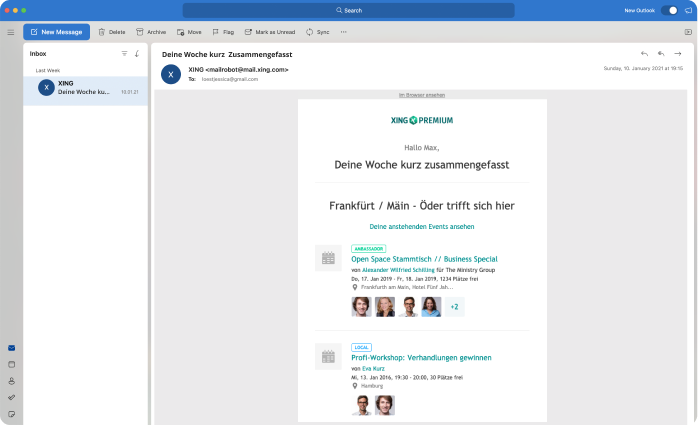 Search
New Outlook
New Message
Delete
Archive
Move
Flag
Mark as Unread
Sync
Inbox
Last Week
X
XING
Deine Woche ku...
10.01.21
Deine Woche kurz Zusammengefasst
X
XING <mailrobot@mail.xing.com>
To:
Sunday, 10. January 2021 at 19:15
Im Browser ansehen
XING PREMIUM
Hallo Max,
Deine Woche kurz zusammengefasst
Frankfürt / Mäin - Öder trifft sich hier
Deine anstehenden Events ansehen
AMBASSADOR
Open Space Stammtisch // Business Special
von Alexander Wilfried Schilling für The Ministry Group
Do, 17. Jan 2019 - Fr, 18. Jan 2019, 1234 Plätze frei
Frankfurth am Main, Hotel Fünf Jah...
+2
LOCAL
Profi-Workshop: Verhandlungen gewinnen
von Eva Kurz
Mi, 13. Jan 2016, 19:30 - 20:00, 30 Plätze frei
Hamburg